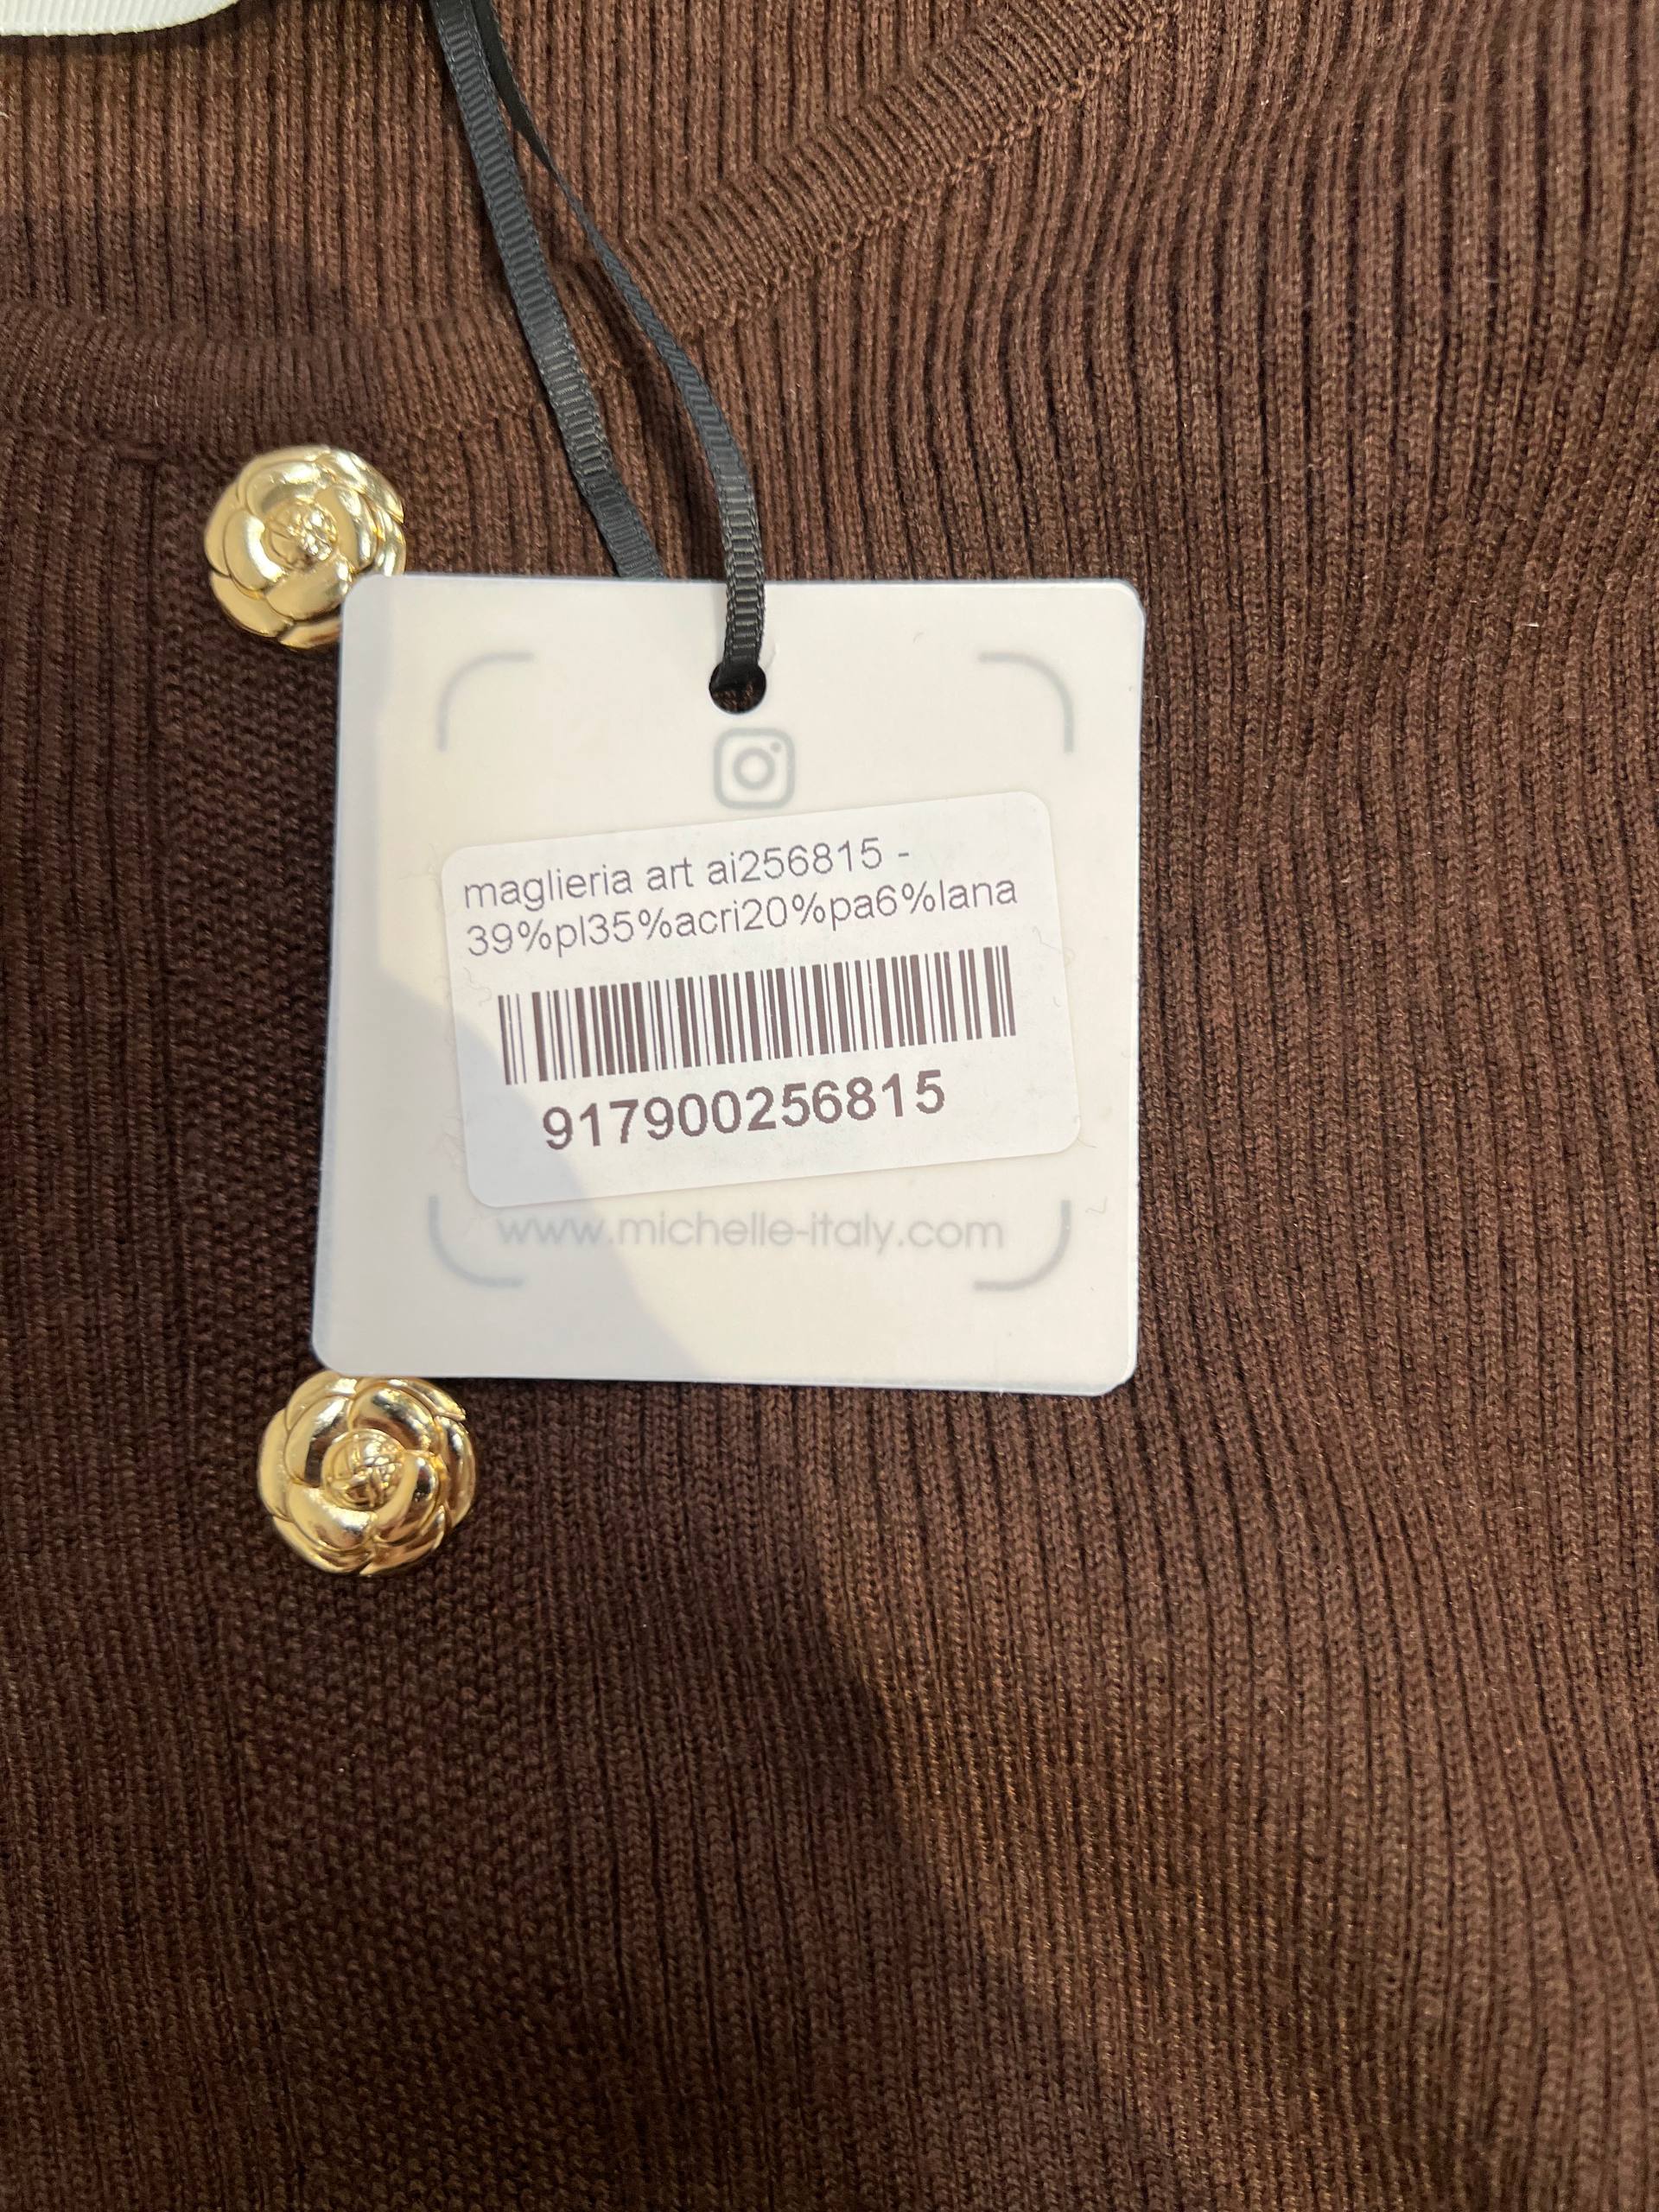 maglieria art ai256815 -
39%pl35%acri20%pa6%lana
917900256815
www.michelle-italy.com